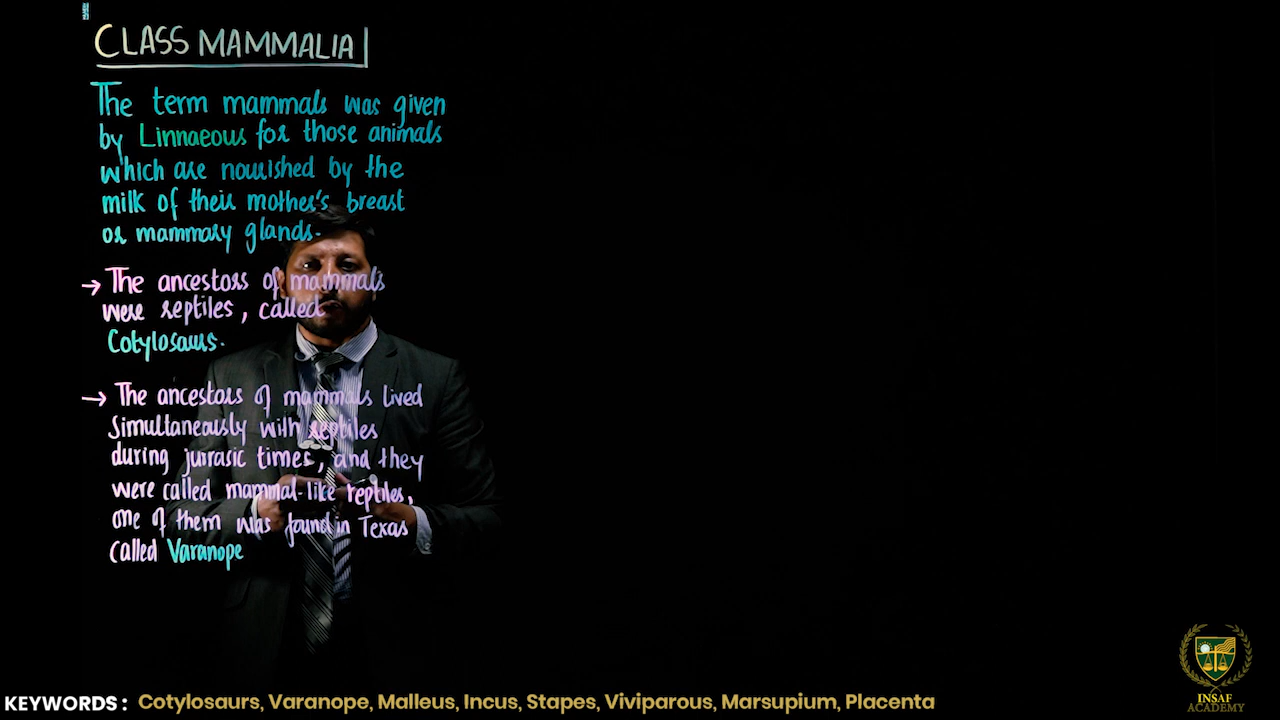 CLASS MAMMALIA
The term mammals was given
by Linnaeous for those animals
which are nourished by the
milk of their mother's breast
or mammary glands.
→ The ancestors of mammals
were reptiles, called
Cotylosaurs.
→ The ancestors of mammals lived
Simultaneously with reptiles
during jurrasic times, and they
were called mammal-like reptiles,
one of them was found in Texas
called Varanope
KEYWORDS : Cotylosaurs, Varanope, Malleus, Incus, Stapes, Viviparous, Marsupium, Placenta
INSAF
ACADEMY